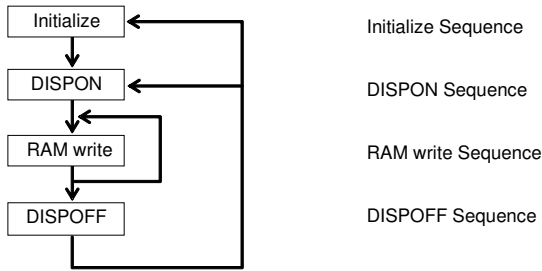 Initialize Initialize Sequence
DISPON DISPON Sequence
RAM write RAM write Sequence
DISPOFF DISPOFF Sequence